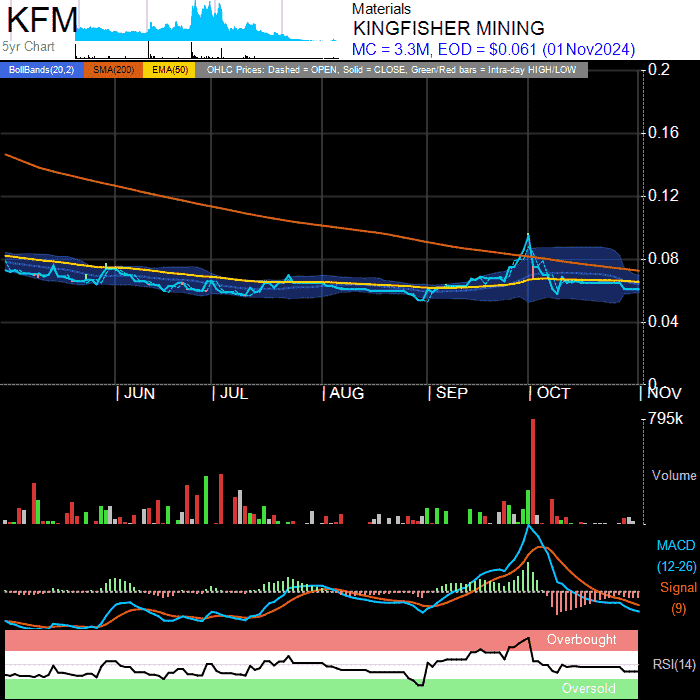 KFM
5yr Chart
Materials
KINGFISHER MINING
MC = 3.3M, EOD = $0.061 (01Nov2024)
BollBands(20,2) SMA(200) EMA(50) OHLC Prices: Dashed = OPEN, Solid = CLOSE, Green/Red bars = Intra-day HIGH/LOW
0.2
0.16
0.12
0.08
0.04
0
JUN JUL AUG SEP OCT NOV
795k
Volume
MACD
(12-26)
Signal
(9)
Overbought
RSI(14)
Oversold